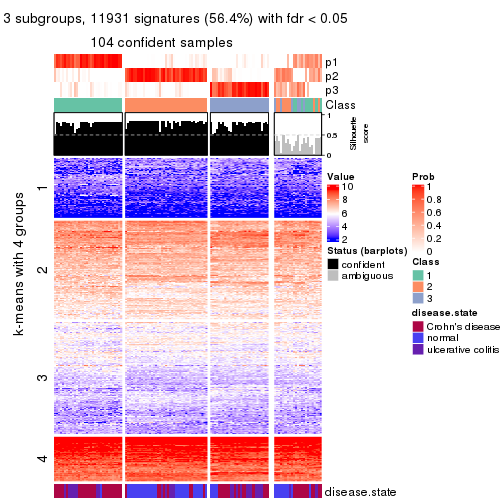 3 subgroups, 11931 signatures (56.4%) with fdr < 0.05
104 confident samples
p1
p2
p3
Class
1
0.5
0
Silhouette
score
k-means with 4 groups
1
2
3
4
disease.state
Value
10
8
6
4
2
Status (barplots)
confident
ambiguous
Prob
1
0.8
0.6
0.4
0.2
0
Class
1
2
3
disease.state
Crohn's disease
normal
ulcerative colitis